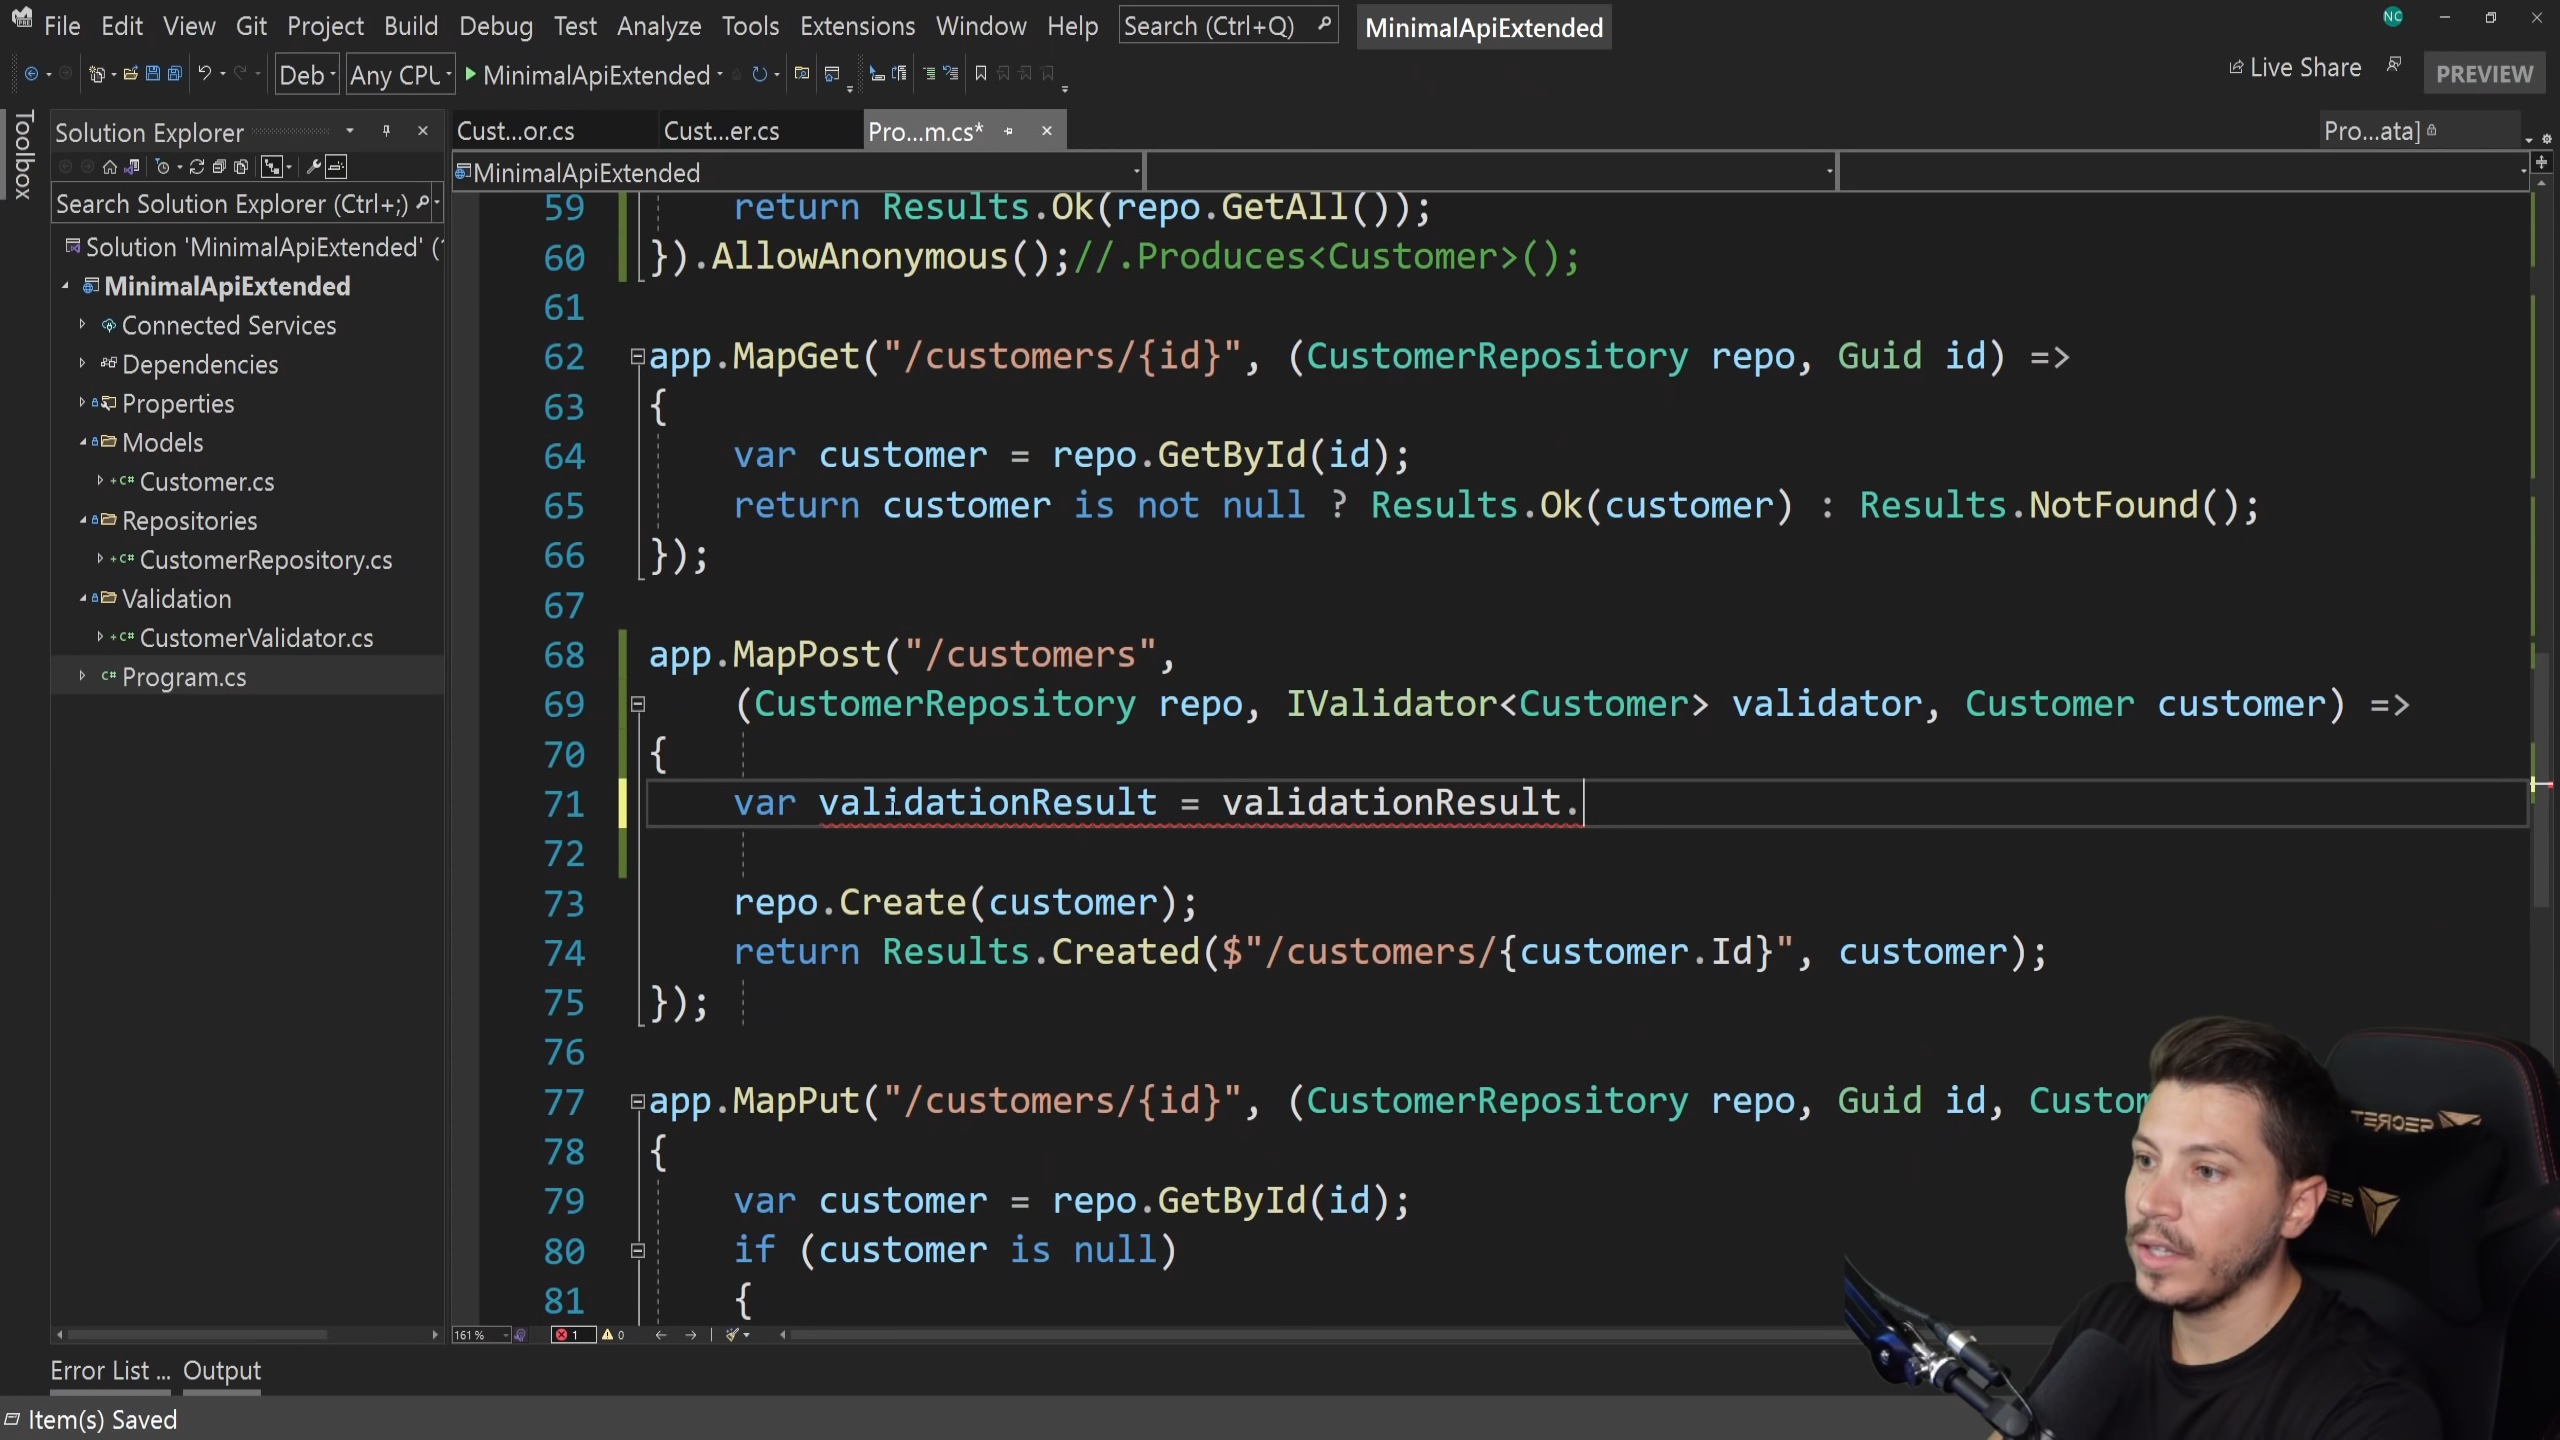 File Edit View Git Project Build Debug Test Analyze Tools Extensions Window Help Search (Ctrl+Q) MinimalApiExtended NC
Deb Any CPU MinimalApiExtended Live Share PREVIEW
Toolbox
Solution Explorer
Search Solution Explorer (Ctrl+;)
Solution 'MinimalApiExtended' (
MinimalApiExtended
Connected Services
Dependencies
Properties
Models
Customer.cs
Repositories
CustomerRepository.cs
Validation
CustomerValidator.cs
Program.cs
Cust...or.cs Cust...er.cs Pro...m.cs* Pro...ata]
MinimalApiExtended
59 return Results.Ok(repo.GetAll());
60 }).AllowAnonymous();//.Produces<Customer>();
61
62 app.MapGet("/customers/{id}", (CustomerRepository repo, Guid id) =>
63 {
64 var customer = repo.GetById(id);
65 return customer is not null ? Results.Ok(customer) : Results.NotFound();
66 });
67
68 app.MapPost("/customers",
69 (CustomerRepository repo, IValidator<Customer> validator, Customer customer) =>
70 {
71 var validationResult = validationResult.
72
73 repo.Create(customer);
74 return Results.Created($"/customers/{customer.Id}", customer);
75 });
76
77 app.MapPut("/customers/{id}", (CustomerRepository repo, Guid id, Custom
78 {
79 var customer = repo.GetById(id);
80 if (customer is null)
81 {
161 % 1 0
Error List ... Output
Item(s) Saved
SECRET